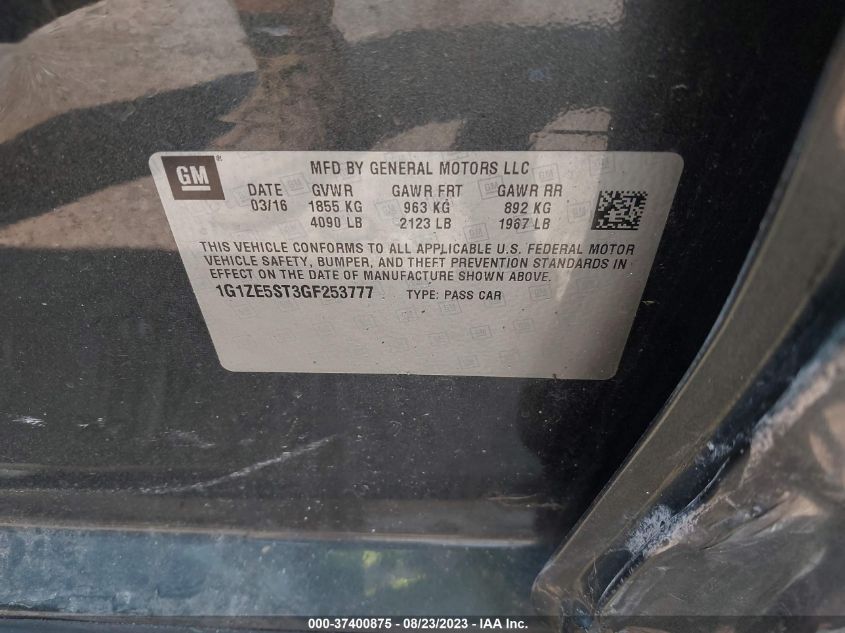 GM ®
MFD BY GENERAL MOTORS LLC
DATE GVWR GAWR FRT GAWR RR
03/16 1855 KG 963 KG 892 KG
4090 LB 2123 LB 1967 LB
THIS VEHICLE CONFORMS TO ALL APPLICABLE U.S. FEDERAL MOTOR
VEHICLE SAFETY, BUMPER, AND THEFT PREVENTION STANDARDS IN
EFFECT ON THE DATE OF MANUFACTURE SHOWN ABOVE.
1G1ZE5ST3GF253777 TYPE: PASS CAR
000-37400875 / 08/23/2023 - © IAA Inc.